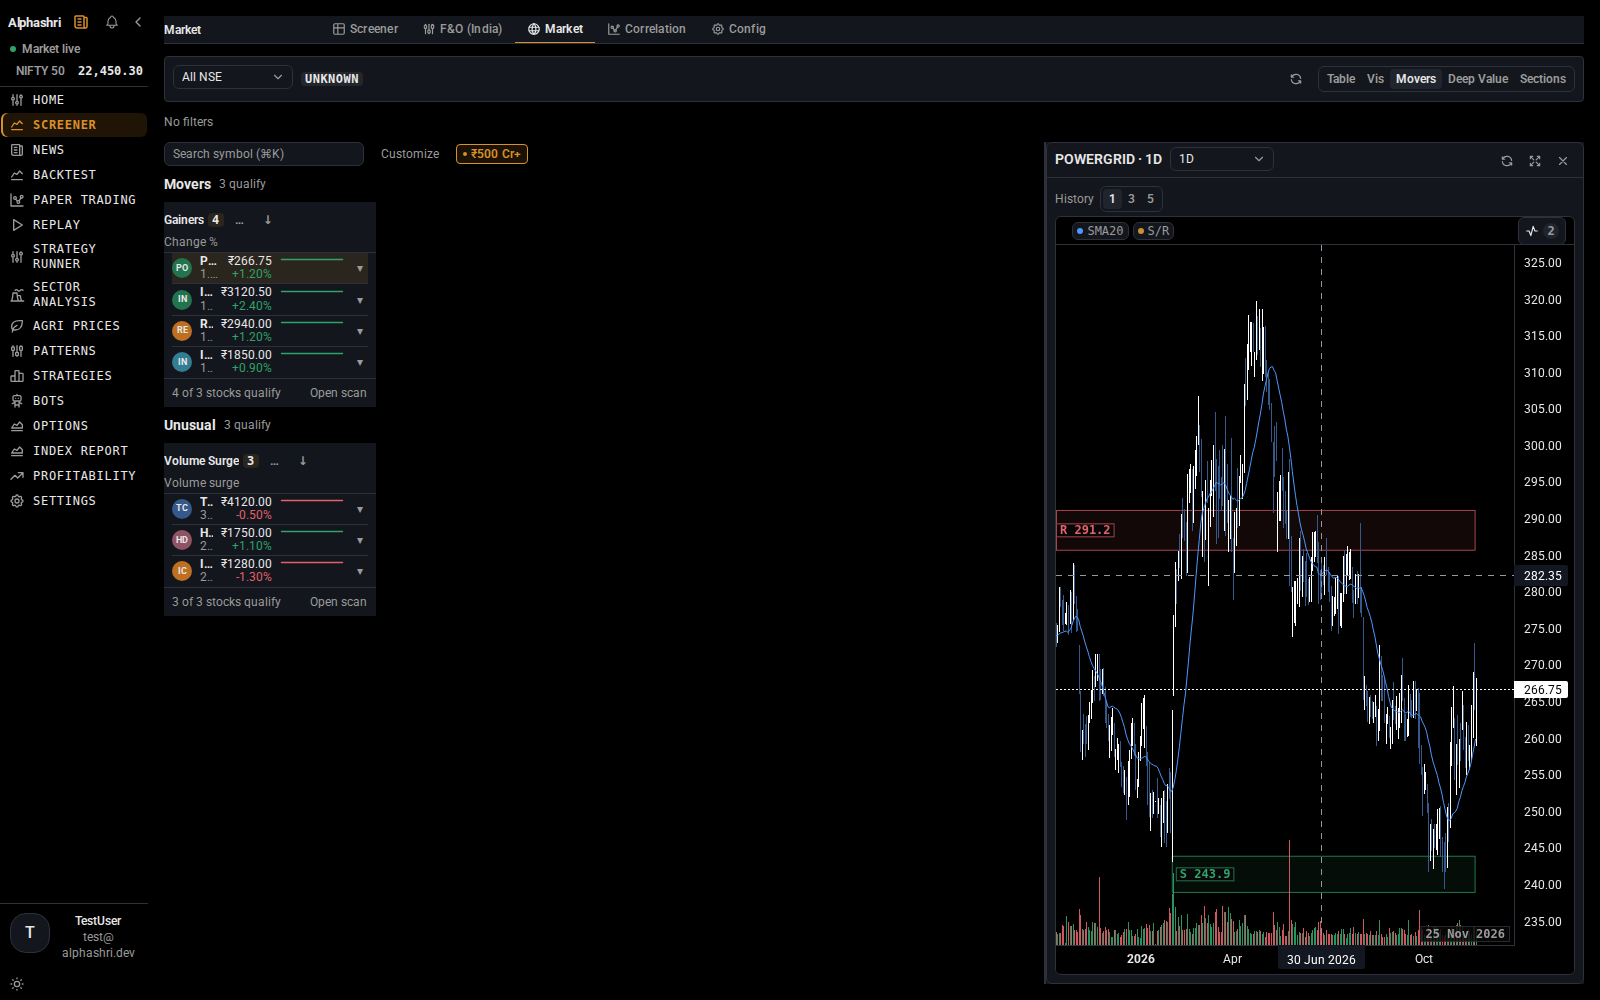 Alphashri
Market live
NIFTY 50 22,450.30
HOME
SCREENER
NEWS
BACKTEST
PAPER TRADING
REPLAY
STRATEGY
RUNNER
SECTOR
ANALYSIS
AGRI PRICES
PATTERNS
STRATEGIES
BOTS
OPTIONS
INDEX REPORT
PROFITABILITY
SETTINGS
T
TestUser
test@
alphashri.dev
Market
Screener
F&O (India)
Market
Correlation
Config
All NSE
UNKNOWN
Table Vis Movers Deep Value Sections
No filters
Search symbol (⌘K)
Customize
• ₹500 Cr+
Movers 3 qualify
Gainers 4 ... ↓
Change %
PO P... ₹266.75 ▼
1.... +1.20%
IN I... ₹3120.50 ▼
1.. +2.40%
RE R.. ₹2940.00 ▼
1.. +1.20%
IN I... ₹1850.00 ▼
1.. +0.90%
4 of 3 stocks qualify Open scan
Unusual 3 qualify
Volume Surge 3 ... ↓
Volume surge
TC T.. ₹4120.00 ▼
3.. -0.50%
HD H.. ₹1750.00 ▼
2.. +1.10%
IC I... ₹1280.00 ▼
2.. -1.30%
3 of 3 stocks qualify Open scan
POWERGRID · 1D 1D
History 1 3 5
SMA20 S/R 2
325.00
320.00
315.00
310.00
305.00
300.00
295.00
290.00
R 291.2
285.00
282.35
280.00
275.00
270.00
266.75
265.00
260.00
255.00
250.00
245.00
S 243.9
240.00
235.00
25 Nov 2026
2026 Apr 30 Jun 2026 Oct